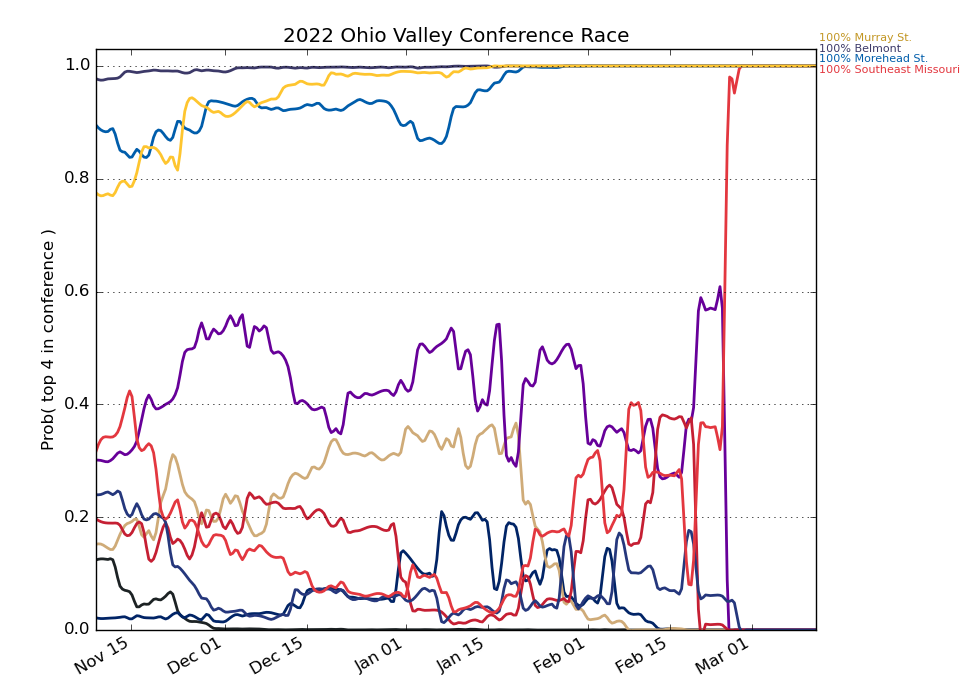 2022 Ohio Valley Conference Race
100% Murray St.
100% Belmont
100% Morehead St.
100% Southeast Missouri
Prob( top 4 in conference )
1.0
0.8
0.6
0.4
0.2
0.0
Nov 15
Dec 01
Dec 15
Jan 01
Jan 15
Feb 01
Feb 15
Mar 01